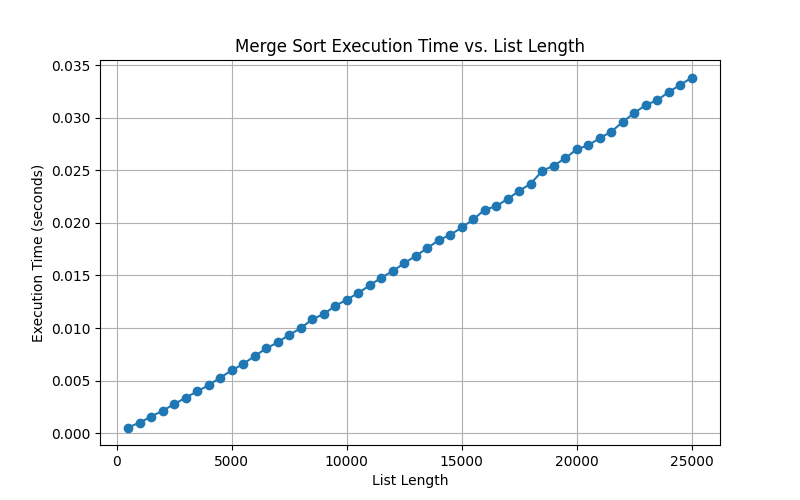 Merge Sort Execution Time vs. List Length
0.035
0.030
0.025
0.020
0.015
0.010
0.005
0.000
Execution Time (seconds)
0 5000 10000 15000 20000 25000
List Length